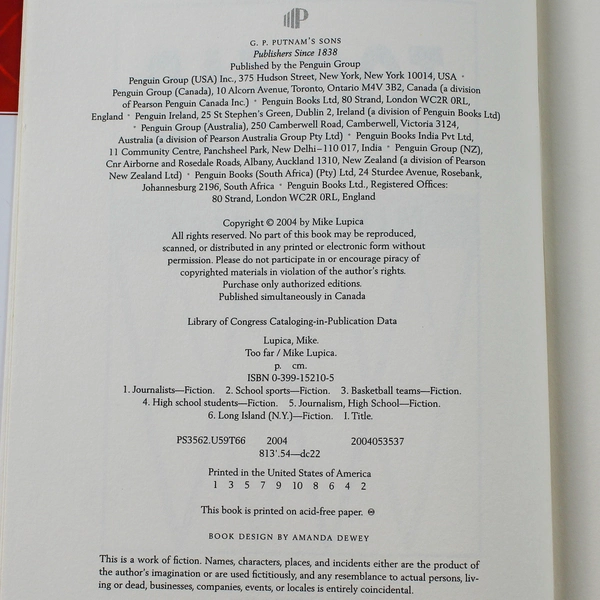 P
G. P. PUTNAM'S SONS
Publishers Since 1838
Published by the Penguin Group
Penguin Group (USA) Inc., 375 Hudson Street, New York, New York 10014, USA •
Penguin Group (Canada), 10 Alcorn Avenue, Toronto, Ontario M4V 3B2, Canada (a division
of Pearson Penguin Canada Inc.) • Penguin Books Ltd, 80 Strand, London WC2R 0RL,
England • Penguin Ireland, 25 St Stephen's Green, Dublin 2, Ireland (a division of Penguin Books Ltd)
• Penguin Group (Australia), 250 Camberwell Road, Camberwell, Victoria 3124,
Australia (a division of Pearson Australia Group Pty Ltd) • Penguin Books India Pvt Ltd,
11 Community Centre, Panchsheel Park, New Delhi–110 017, India • Penguin Group (NZ),
Cnr Airborne and Rosedale Roads, Albany, Auckland 1310, New Zealand (a division of Pearson
New Zealand Ltd) • Penguin Books (South Africa) (Pty) Ltd, 24 Sturdee Avenue, Rosebank,
Johannesburg 2196, South Africa • Penguin Books Ltd., Registered Offices:
80 Strand, London WC2R 0RL, England
Copyright © 2004 by Mike Lupica
All rights reserved. No part of this book may be reproduced,
scanned, or distributed in any printed or electronic form without
permission. Please do not participate in or encourage piracy of
copyrighted materials in violation of the author's rights.
Purchase only authorized editions.
Published simultaneously in Canada
Library of Congress Cataloging-in-Publication Data
Lupica, Mike.
Too far / Mike Lupica.
p. cm.
ISBN 0-399-15210-5
1. Journalists—Fiction. 2. School sports—Fiction. 3. Basketball teams—Fiction.
4. High school students—Fiction. 5. Journalism, High School—Fiction.
6. Long Island (N.Y.)—Fiction. I. Title.
PS3562.U59T66 2004 2004053537
813'.54—dc22
Printed in the United States of America
1 3 5 7 9 10 8 6 4 2
This book is printed on acid-free paper. ♾
BOOK DESIGN BY AMANDA DEWEY
This is a work of fiction. Names, characters, places, and incidents either are the product of
the author's imagination or are used fictitiously, and any resemblance to actual persons, liv-
ing or dead, businesses, companies, events, or locales is entirely coincidental.